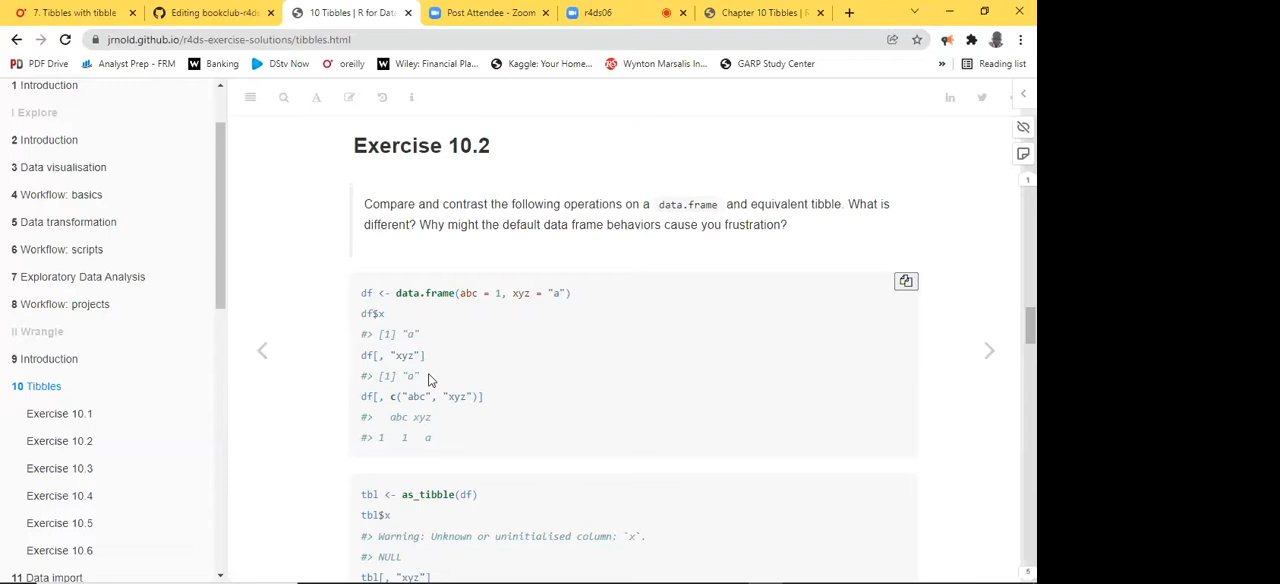 7. Tibbles with tibble
Editing bookclub-r4ds
10 Tibbles | R for Data
Post Attendee - Zoom
r4ds06
Chapter 10 Tibbles |
jrnold.github.io/r4ds-exercise-solutions/tibbles.html
PDF Drive
Analyst Prep - FRM
Banking
DStv Now
oreilly
Wiley: Financial Pla...
Kaggle: Your Home...
Wynton Marsalis In...
GARP Study Center
»
Reading list
1 Introduction
I Explore
2 Introduction
3 Data visualisation
4 Workflow: basics
5 Data transformation
6 Workflow: scripts
7 Exploratory Data Analysis
8 Workflow: projects
II Wrangle
9 Introduction
10 Tibbles
Exercise 10.1
Exercise 10.2
Exercise 10.3
Exercise 10.4
Exercise 10.5
Exercise 10.6
11 Data import
Exercise 10.2
Compare and contrast the following operations on a data.frame and equivalent tibble. What is
different? Why might the default data frame behaviors cause you frustration?
df <- data.frame(abc = 1, xyz = "a")
df$x
#> [1] "a"
df[, "xyz"]
#> [1] "a"
df[, c("abc", "xyz")]
#>   abc xyz
#> 1   1   a
tbl <- as_tibble(df)
tbl$x
#> Warning: Unknown or uninitialised column: `x`.
#> NULL
tbl[, "xyz"]
1
5